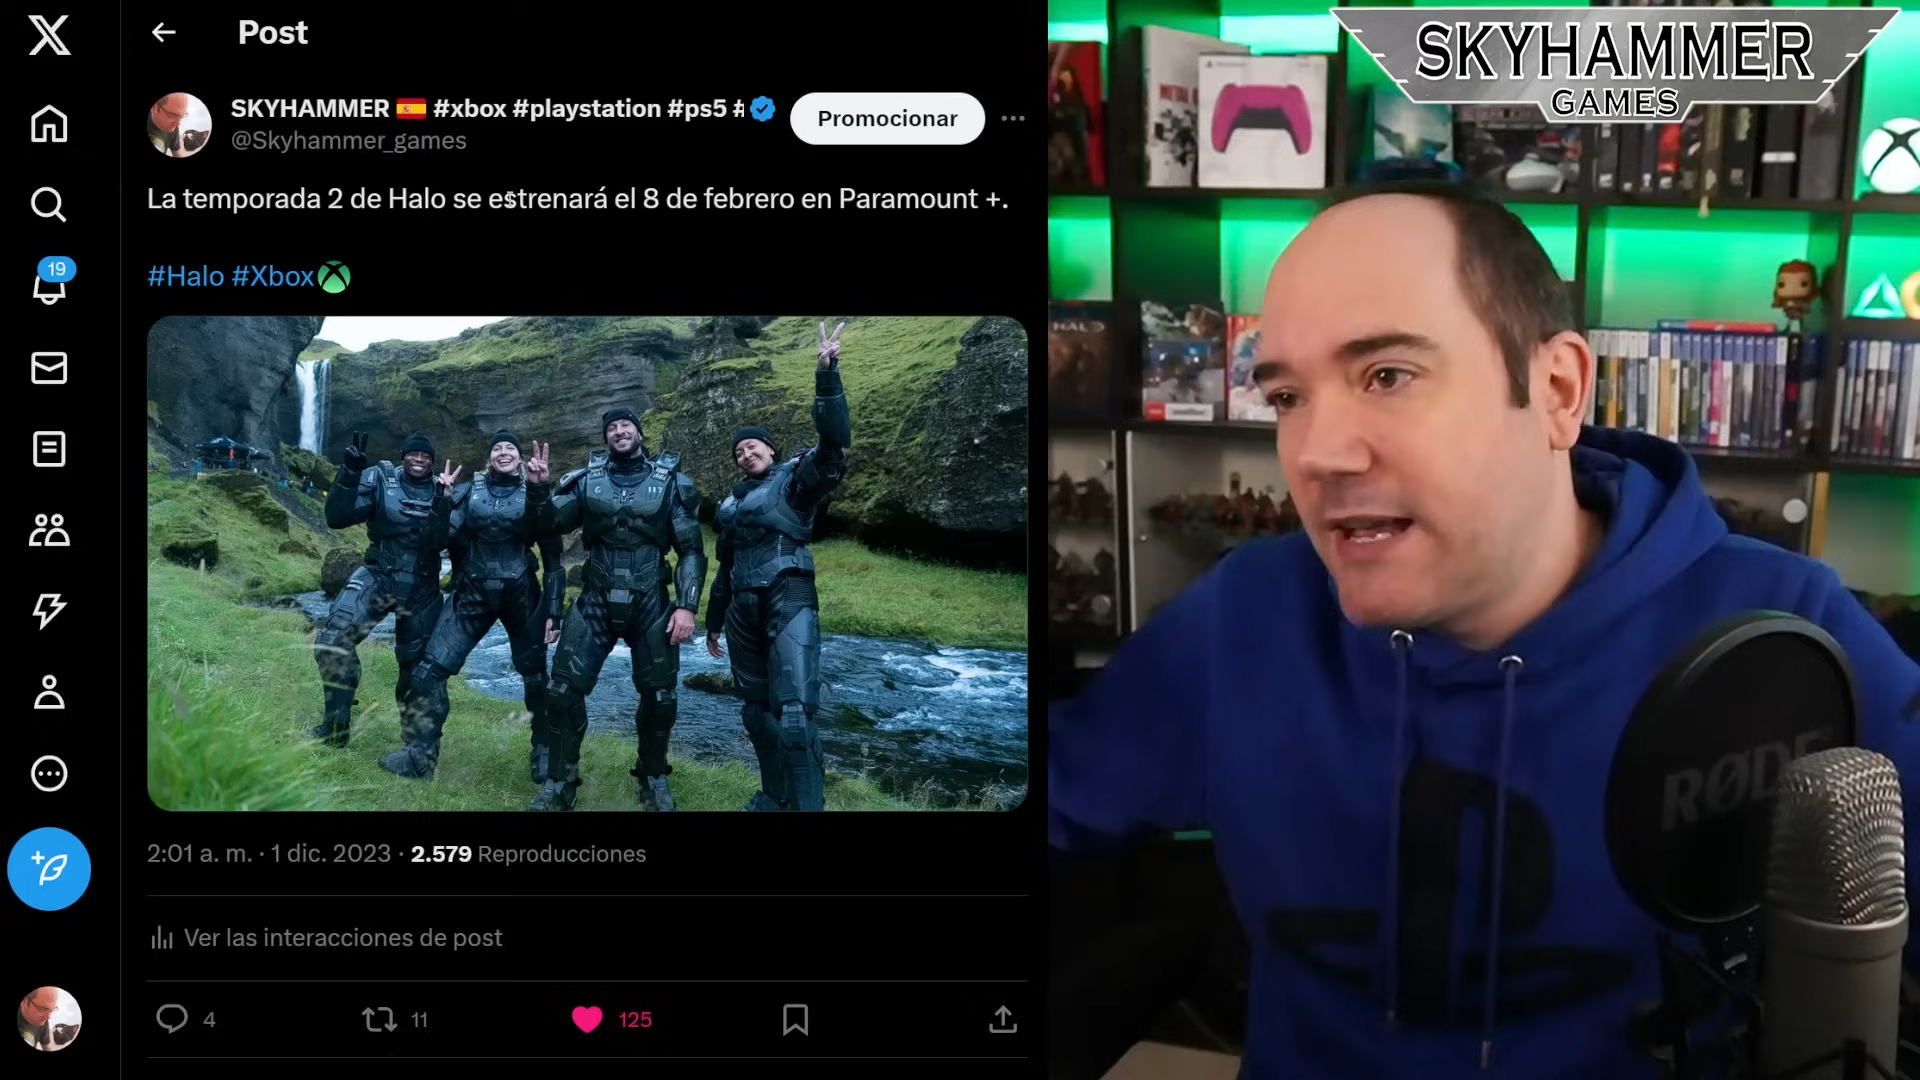 Post
SKYHAMMER 🇪🇸 #xbox #playstation #ps5 #
@Skyhammer_games
Promocionar
La temporada 2 de Halo se estrenará el 8 de febrero en Paramount +.
#Halo #Xbox
19
117
2:01 a. m. · 1 dic. 2023 · 2.579 Reproducciones
Ver las interacciones de post
4
11
125
SKYHAMMER
GAMES
HALO
RØDE